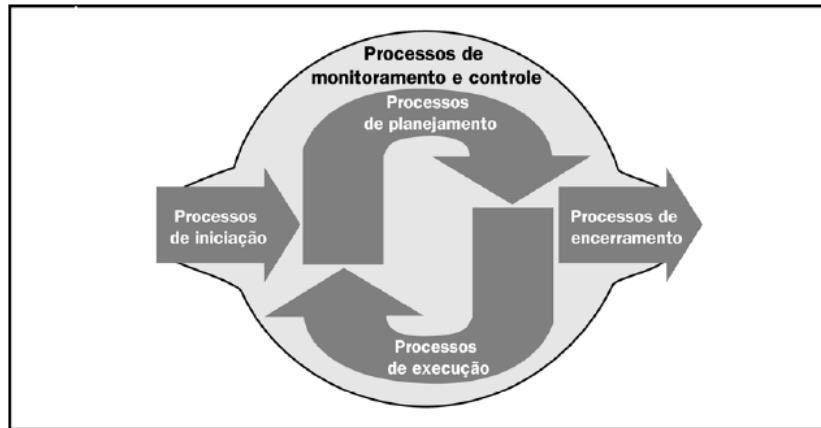 Processos de
monitoramento e controle
Processos
de planejamento
Processos
de iniciação
Processos de
encerramento
Processos
de execução